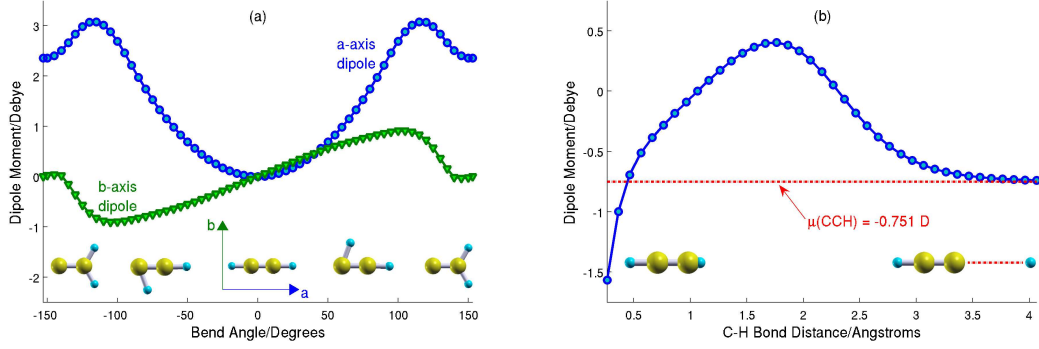 (a)
3
2
1
0
-1
-2
Dipole Moment/Debye
a-axis
dipole
b-axis
dipole
b
a
-150
-100
-50
0
50
100
150
Bend Angle/Degrees
(b)
0.5
0
-0.5
-1
-1.5
Dipole Moment/Debye
μ(CCH) = -0.751 D
0.5
1
1.5
2
2.5
3
3.5
4
C-H Bond Distance/Angstroms